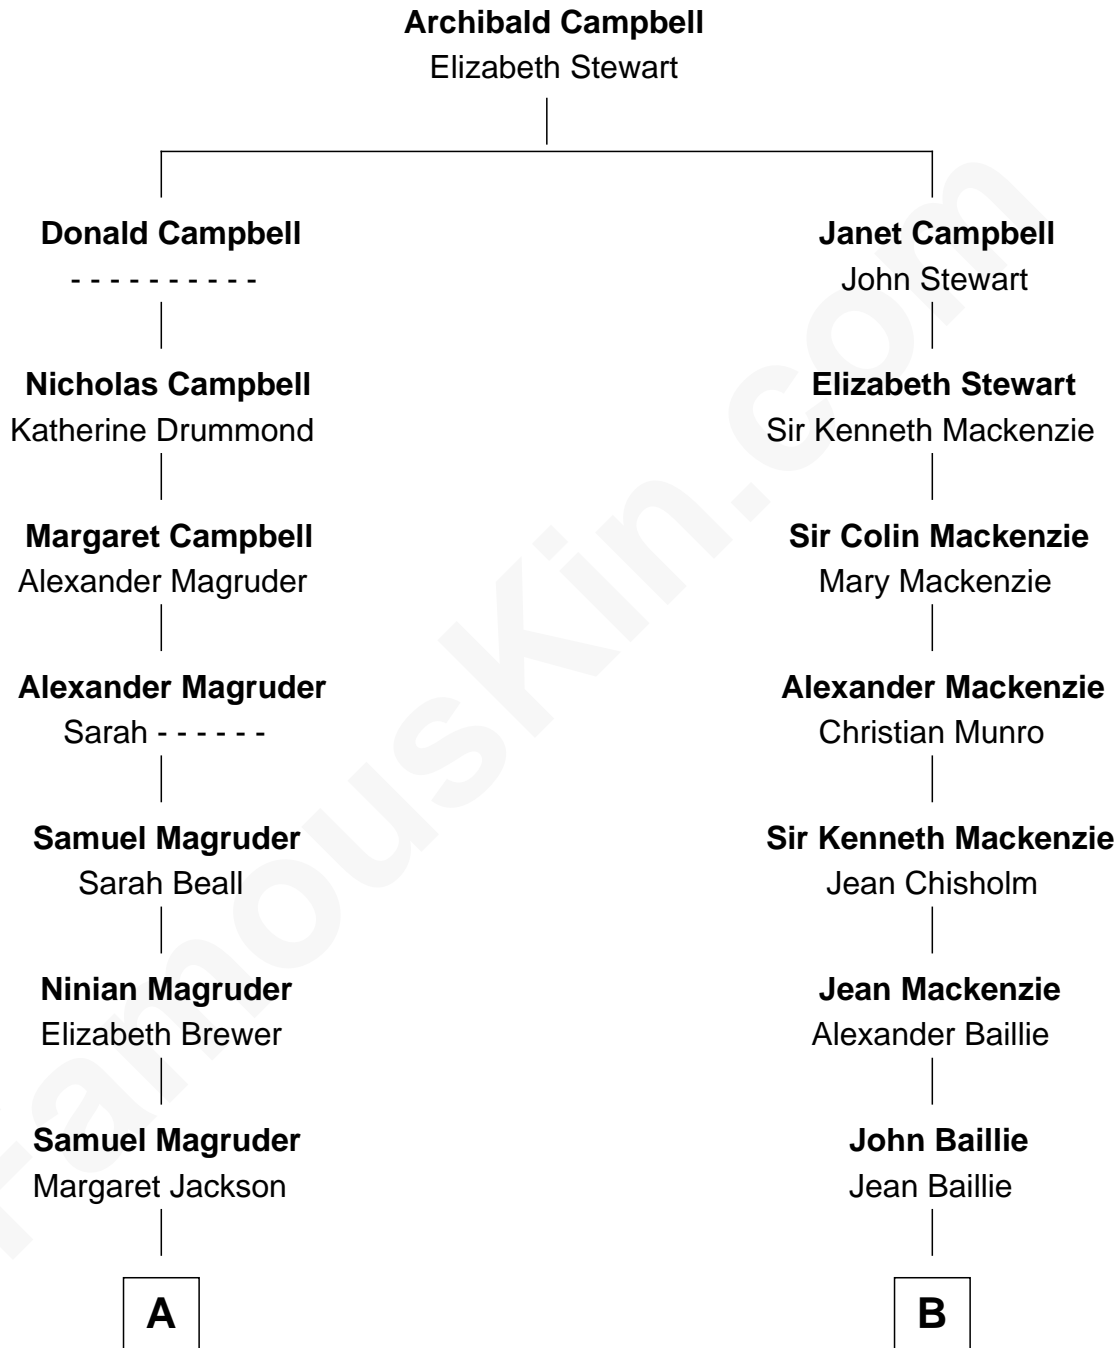 Archibald Campbell
Elizabeth Stewart
Donald Campbell
- - - - - - - - - -
Janet Campbell
John Stewart
Nicholas Campbell
Katherine Drummond
Elizabeth Stewart
Sir Kenneth Mackenzie
Margaret Campbell
Alexander Magruder
Sir Colin Mackenzie
Mary Mackenzie
Alexander Magruder
Sarah - - - - - -
Alexander Mackenzie
Christian Munro
Samuel Magruder
Sarah Beall
Sir Kenneth Mackenzie
Jean Chisholm
Ninian Magruder
Elizabeth Brewer
Jean Mackenzie
Alexander Baillie
Samuel Magruder
Margaret Jackson
John Baillie
Jean Baillie
A
B
FamousKin.com